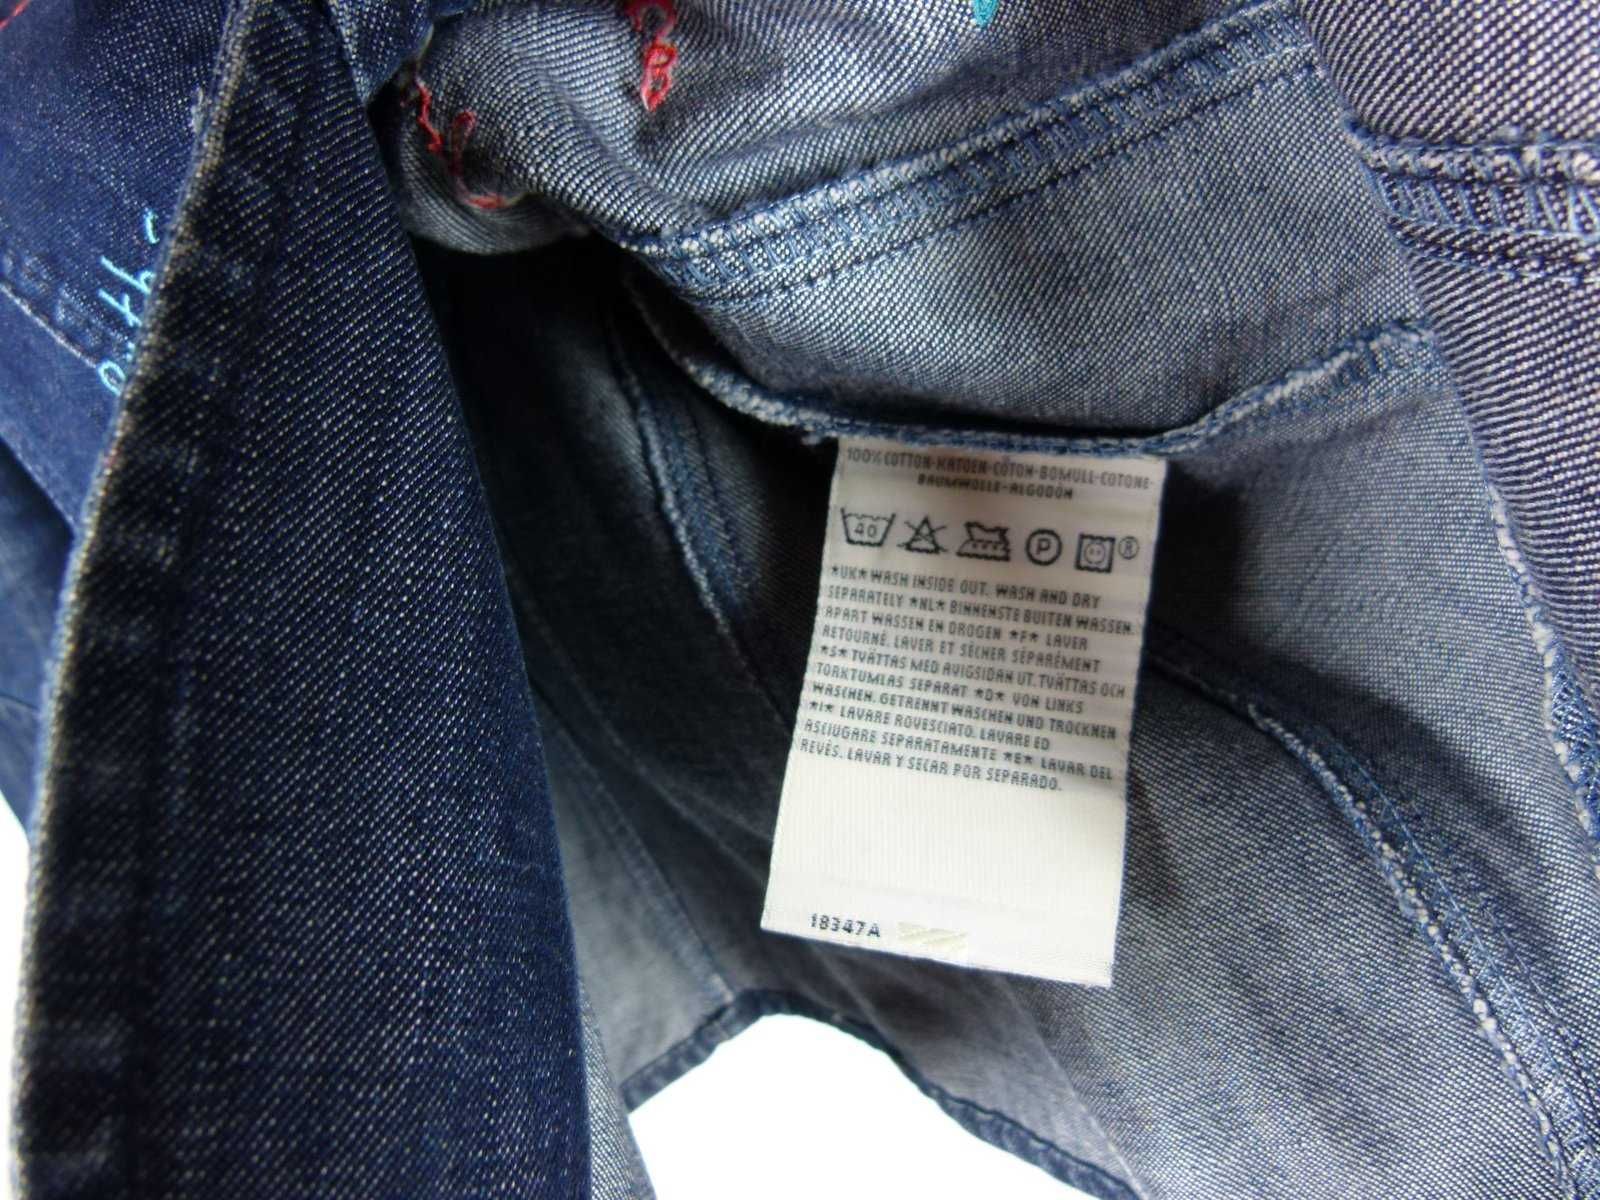 100% COTTON-KATOEN-COTON-BOMULL-COTONE-
BAUMWOLLE-ALGODÓN
40 P ®
*UK* WASH INSIDE OUT. WASH AND DRY
SEPARATELY *NL* BINNENSTE BUITEN WASSEN.
APART WASSEN EN DROGEN *F* LAVER
RETOURNÉ. LAVER ET SÉCHER SÉPARÉMENT
*S* TVÄTTAS MED AVIGSIDAN UT. TVÄTTAS OCH
TORKTUMLAS SEPARAT *D* VON LINKS
WASCHEN. GETRENNT WASCHEN UND TROCKNEN
*I* LAVARE ROVESCIATO. LAVARE ED
ASCIUGARE SEPARATAMENTE *E* LAVAR DEL
REVÉS. LAVAR Y SECAR POR SEPARADO.
18347A